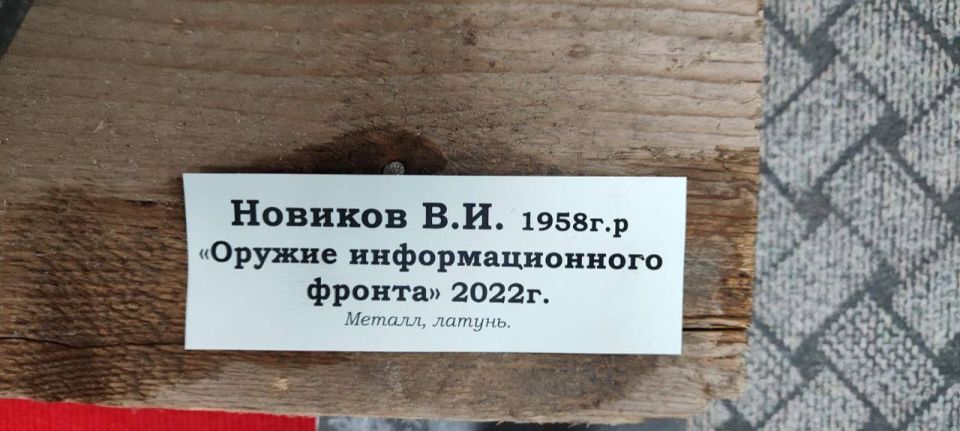 Новиков В.И. 1958г.р
«Оружие информационного
фронта» 2022г.
Металл, латунь.